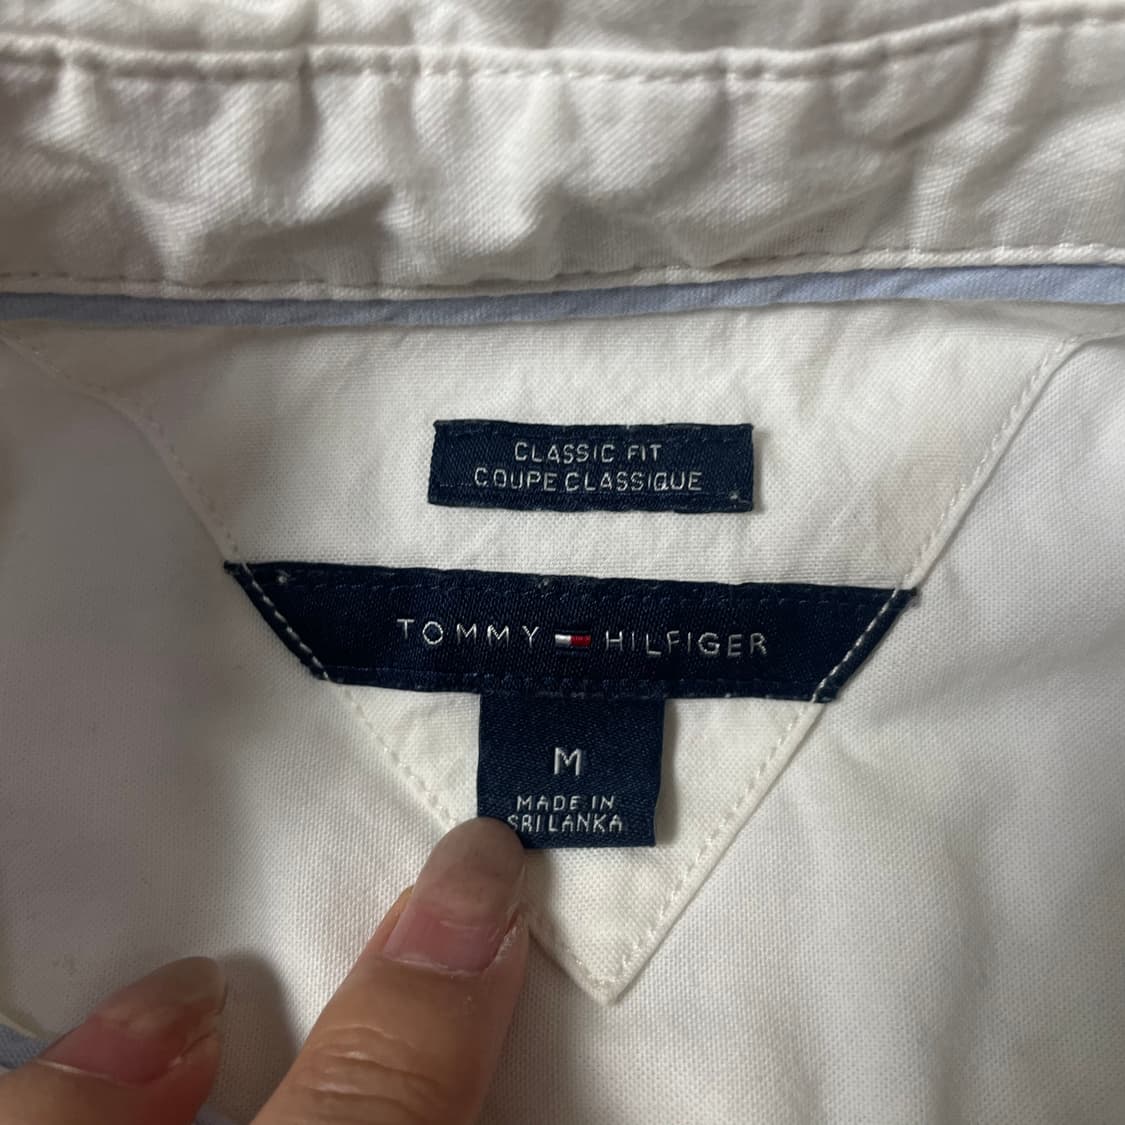 CLASSIC FIT
COUPE CLASSIQUE
TOMMY HILFIGER
M
MADE IN
SRI LANKA